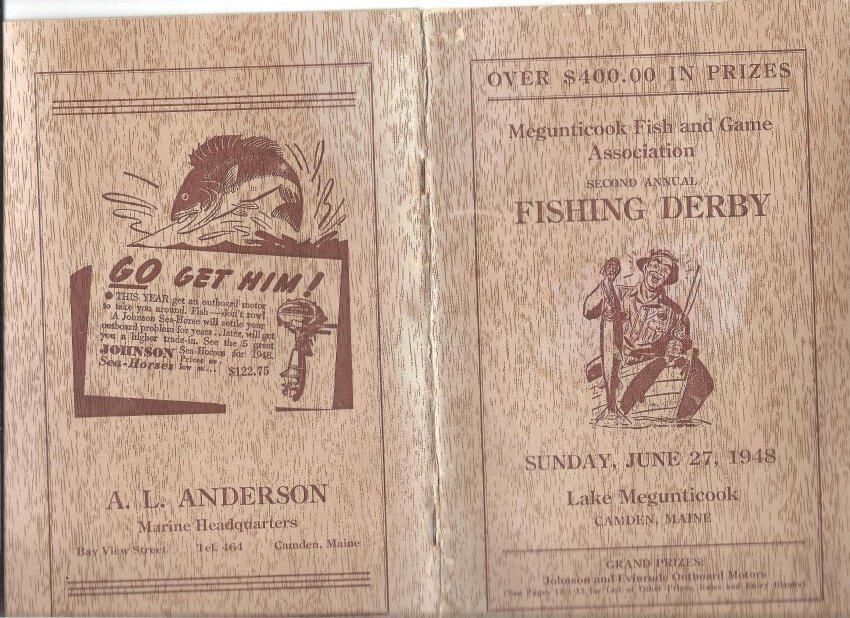 GO GET HIM!
• THIS YEAR get an outboard motor
to take you around. Fish—don't row!
A Johnson Sea-Horse will settle your
outboard problem for years..later, will get
you a higher trade-in. See the 5 great
JOHNSON Sea-Horses for 1948.
Sea-Horses Prices as low as... $122.75
A. L. ANDERSON
Marine Headquarters
Bay View Street Tel. 464 Camden, Maine
OVER $400.00 IN PRIZES
Megunticook Fish and Game
Association
SECOND ANNUAL
FISHING DERBY
SUNDAY, JUNE 27, 1948
Lake Megunticook
CAMDEN, MAINE
GRAND PRIZES:
Johnson and Evinrude Outboard Motors
(See Pages 12 - 13 for List of Other Prizes, Rules and Entry Blanks)